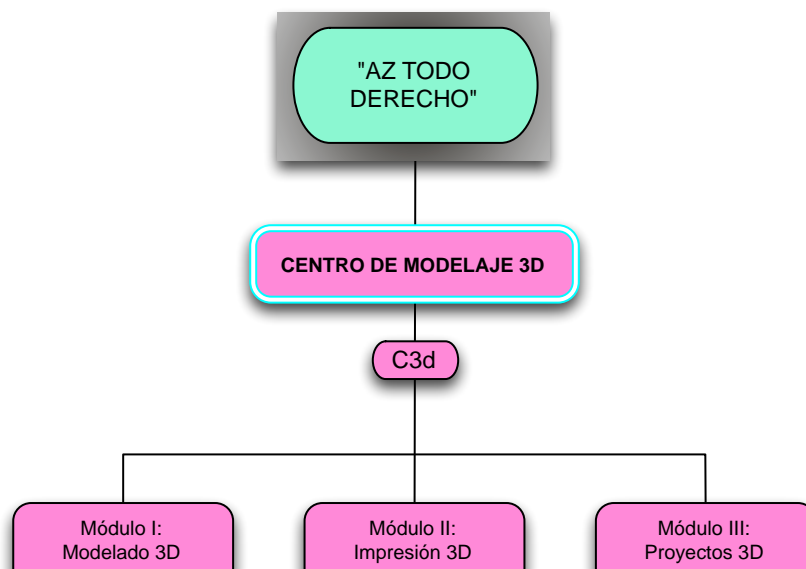 "AZ TODO
DERECHO"
CENTRO DE MODELAJE 3D
C3d
Módulo I:
Modelado 3D
Módulo II:
Impresión 3D
Módulo III:
Proyectos 3D